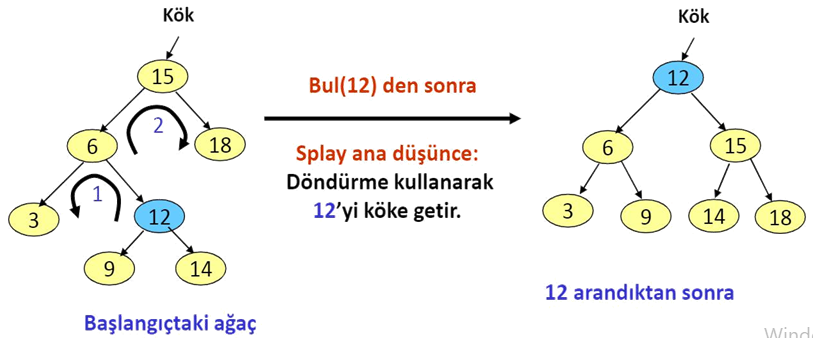 Kök
15
2
6
18
1
3
12
9
14
Başlangıçtaki ağaç
Bul(12) den sonra
Splay ana düşünce:
Döndürme kullanarak
12’yi köke getir.
Kök
12
6
15
3
9
14
18
12 arandıktan sonra